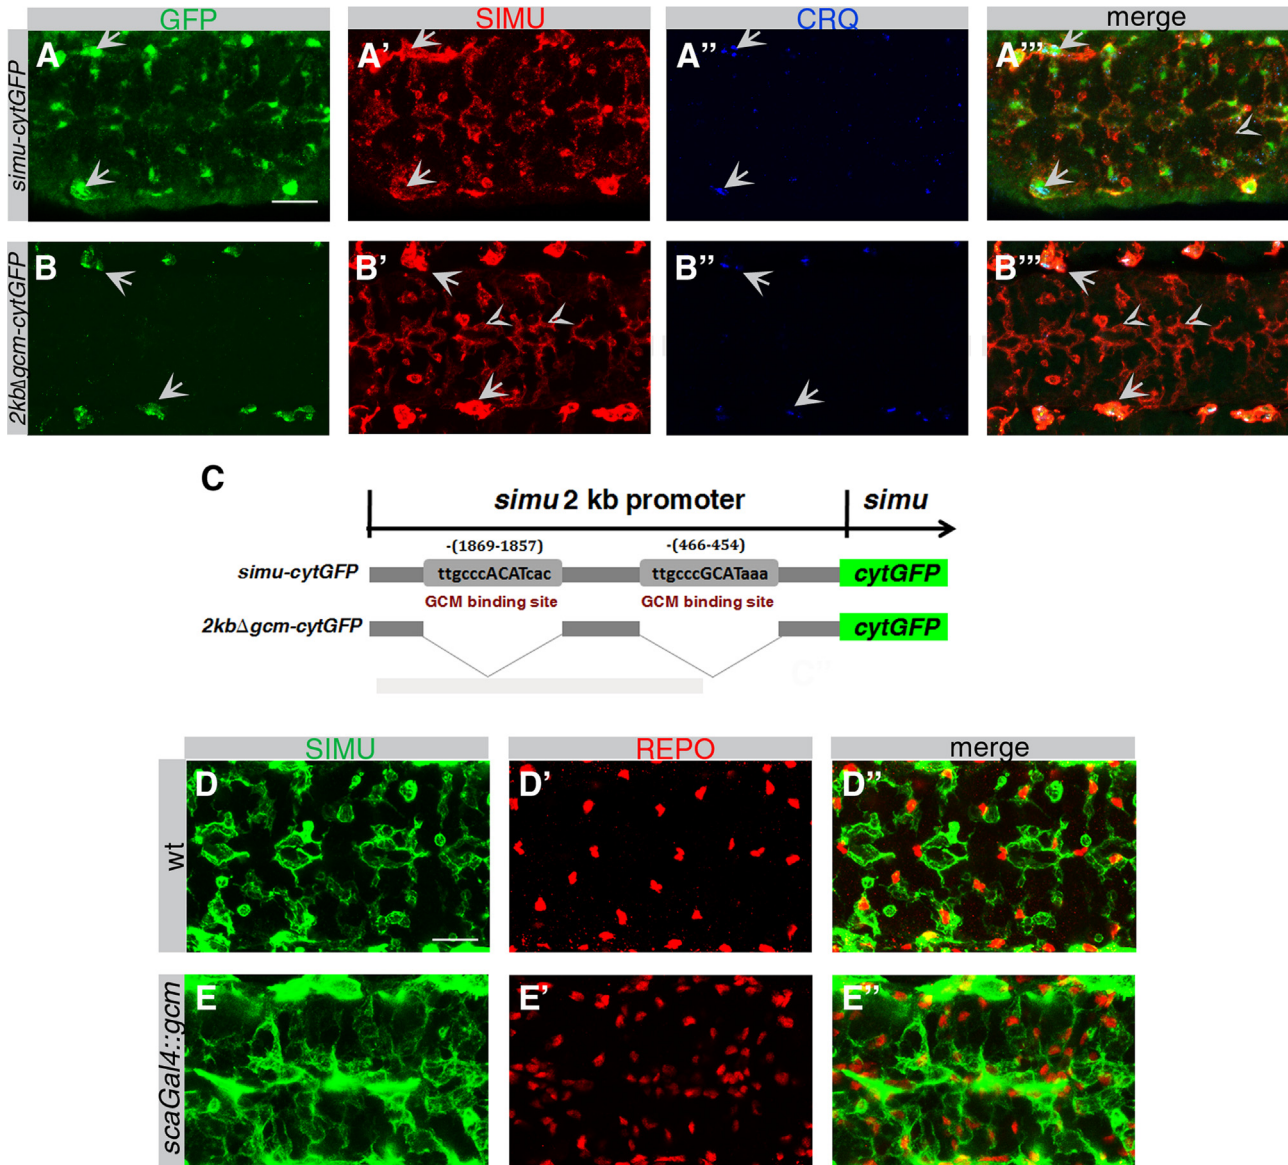 GFP SIMU CRQ merge
simu-cytGFP
A A' A'' A'''
2kbΔgcm-cytGFP
B B' B'' B'''
C
simu 2 kb promoter simu
-(1869-1857) -(466-454)
simu-cytGFP ttgcccACATcac ttgcccGCATaaa cytGFP
GCM binding site GCM binding site
2kbΔgcm-cytGFP cytGFP
C''
SIMU REPO merge
wt
D D' D''
scaGal4::gcm
E E' E''